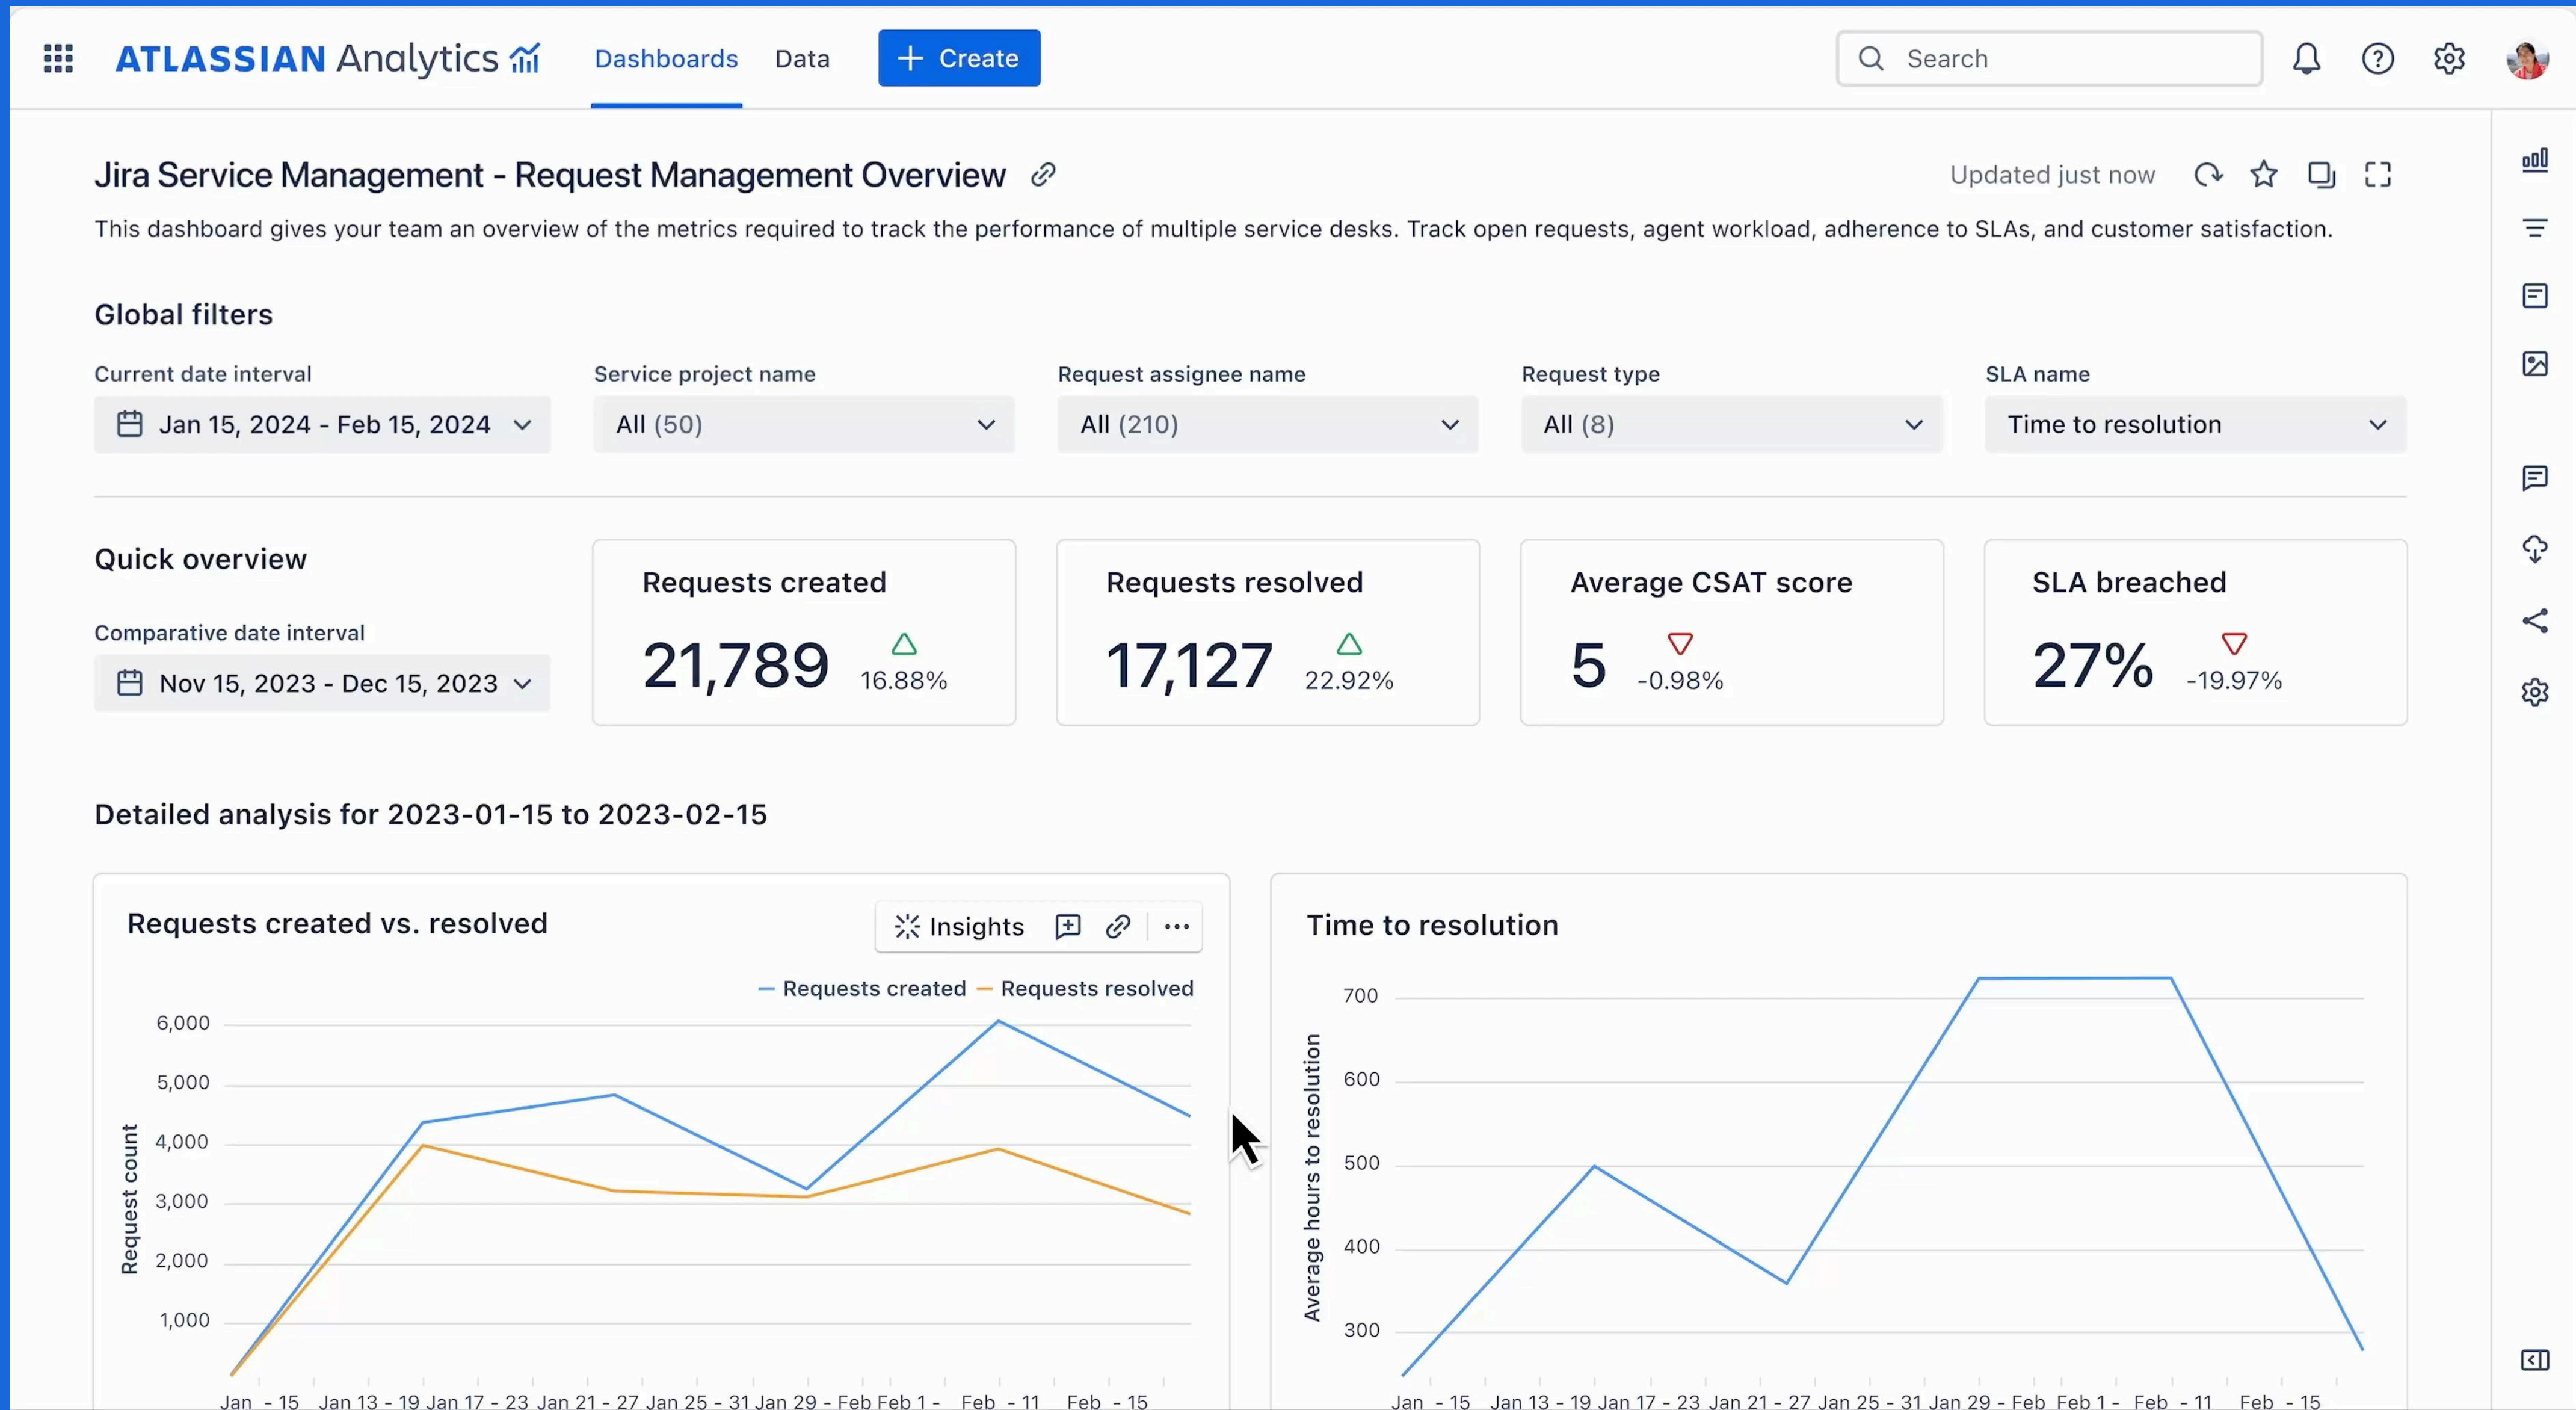 ATLASSIAN Analytics
Dashboards
Data
+ Create
Search
Jira Service Management - Request Management Overview
Updated just now
This dashboard gives your team an overview of the metrics required to track the performance of multiple service desks. Track open requests, agent workload, adherence to SLAs, and customer satisfaction.
Global filters
Current date interval
Jan 15, 2024 - Feb 15, 2024
Service project name
All (50)
Request assignee name
All (210)
Request type
All (8)
SLA name
Time to resolution
Quick overview
Comparative date interval
Nov 15, 2023 - Dec 15, 2023
Requests created
21,789
16.88%
Requests resolved
17,127
22.92%
Average CSAT score
5
-0.98%
SLA breached
27%
-19.97%
Detailed analysis for 2023-01-15 to 2023-02-15
Requests created vs. resolved
Insights
Requests created
Requests resolved
Request count
6,000
5,000
4,000
3,000
2,000
1,000
Jan - 15 Jan 13 - 19 Jan 17 - 23 Jan 21 - 27 Jan 25 - 31 Jan 29 - Feb Feb 1 - Feb - 11 Feb - 15
Time to resolution
Average hours to resolution
700
600
500
400
300
Jan - 15 Jan 13 - 19 Jan 17 - 23 Jan 21 - 27 Jan 25 - 31 Jan 29 - Feb Feb 1 - Feb - 11 Feb - 15